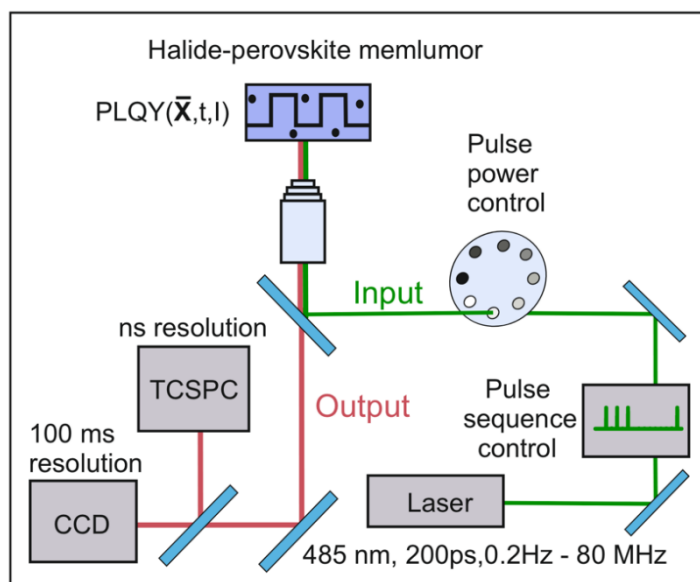 Halide-perovskite memlumor
PLQY(X̄,t,I)
Pulse
power
control
Input
ns resolution
TCSPC
Output
Pulse
sequence
control
100 ms
resolution
CCD
Laser
485 nm, 200ps,0.2Hz - 80 MHz